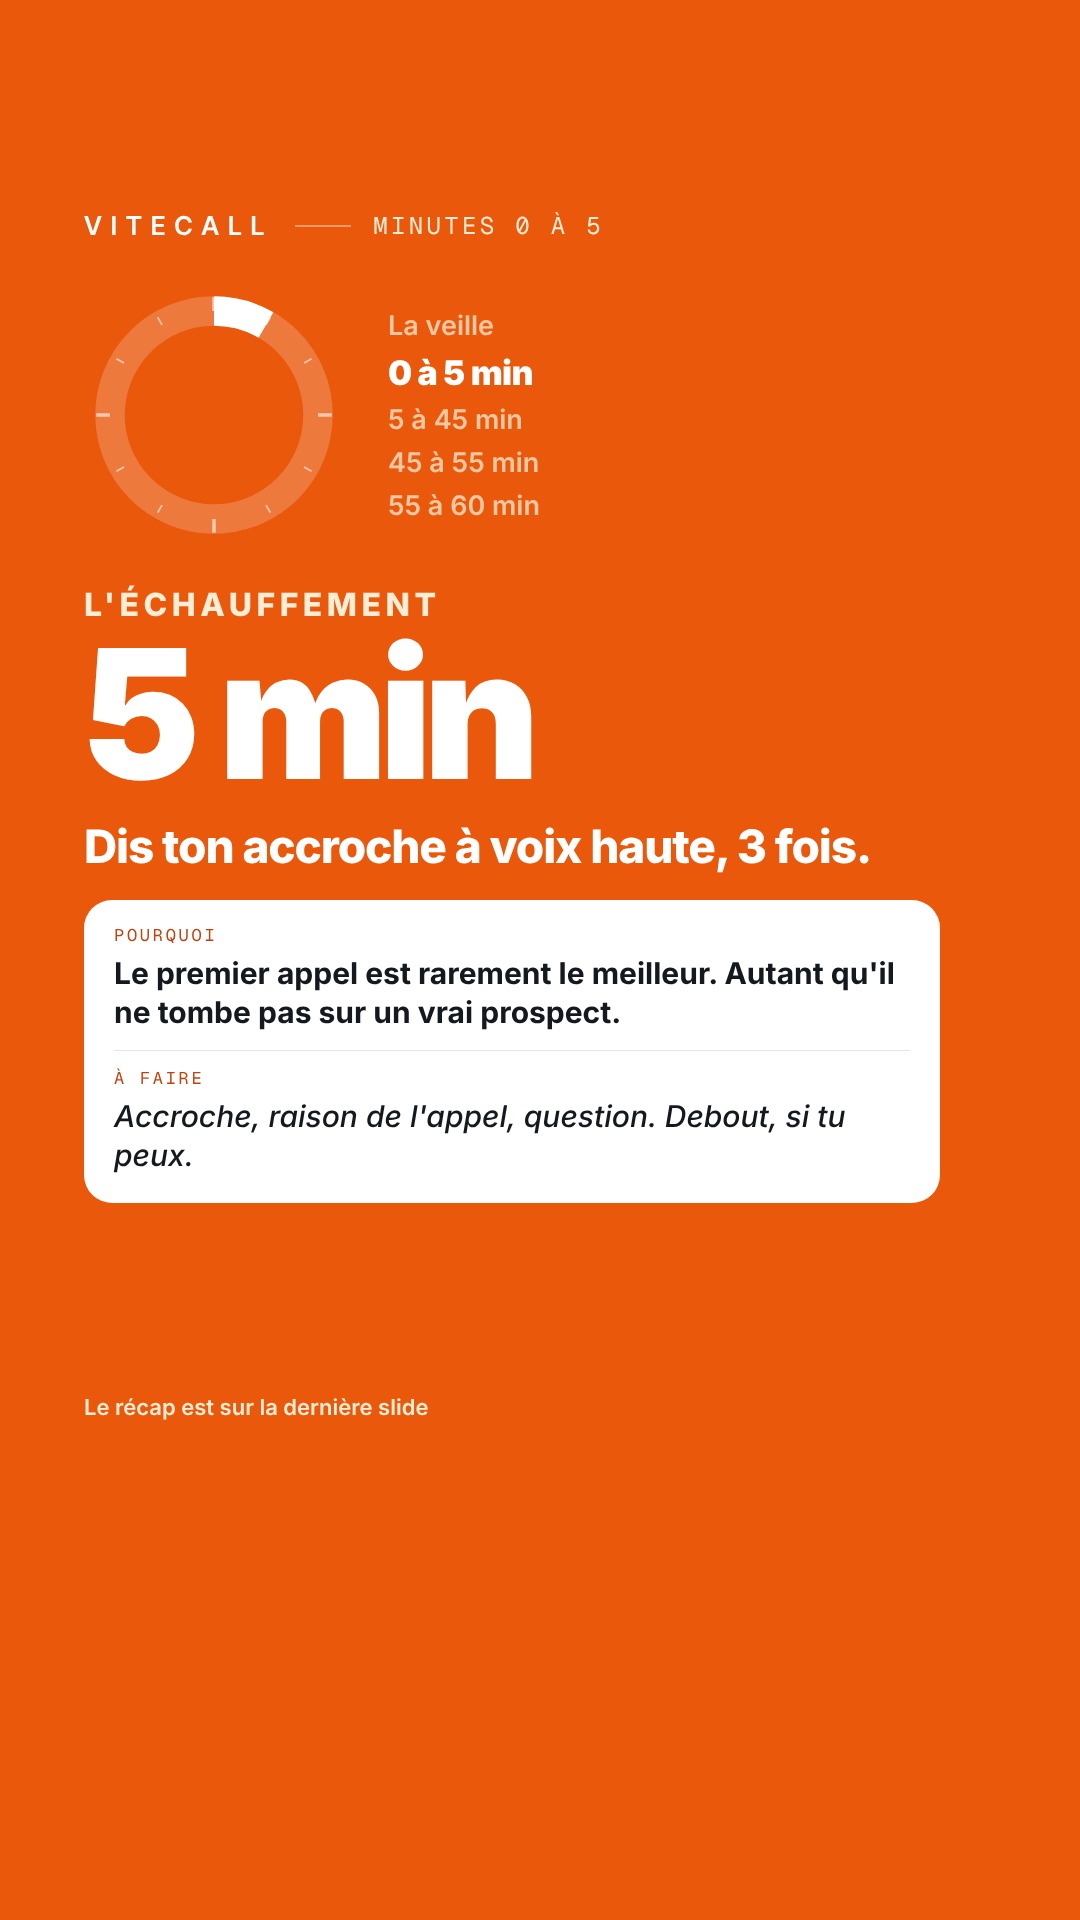 VITECALL
MINUTES 0 À 5
La veille
0 à 5 min
5 à 45 min
45 à 55 min
55 à 60 min
L'ÉCHAUFFEMENT
5 min
Dis ton accroche à voix haute, 3 fois.
POURQUOI
Le premier appel est rarement le meilleur. Autant qu'il
ne tombe pas sur un vrai prospect.
À FAIRE
Accroche, raison de l'appel, question. Debout, si tu
peux.
Le récap est sur la dernière slide